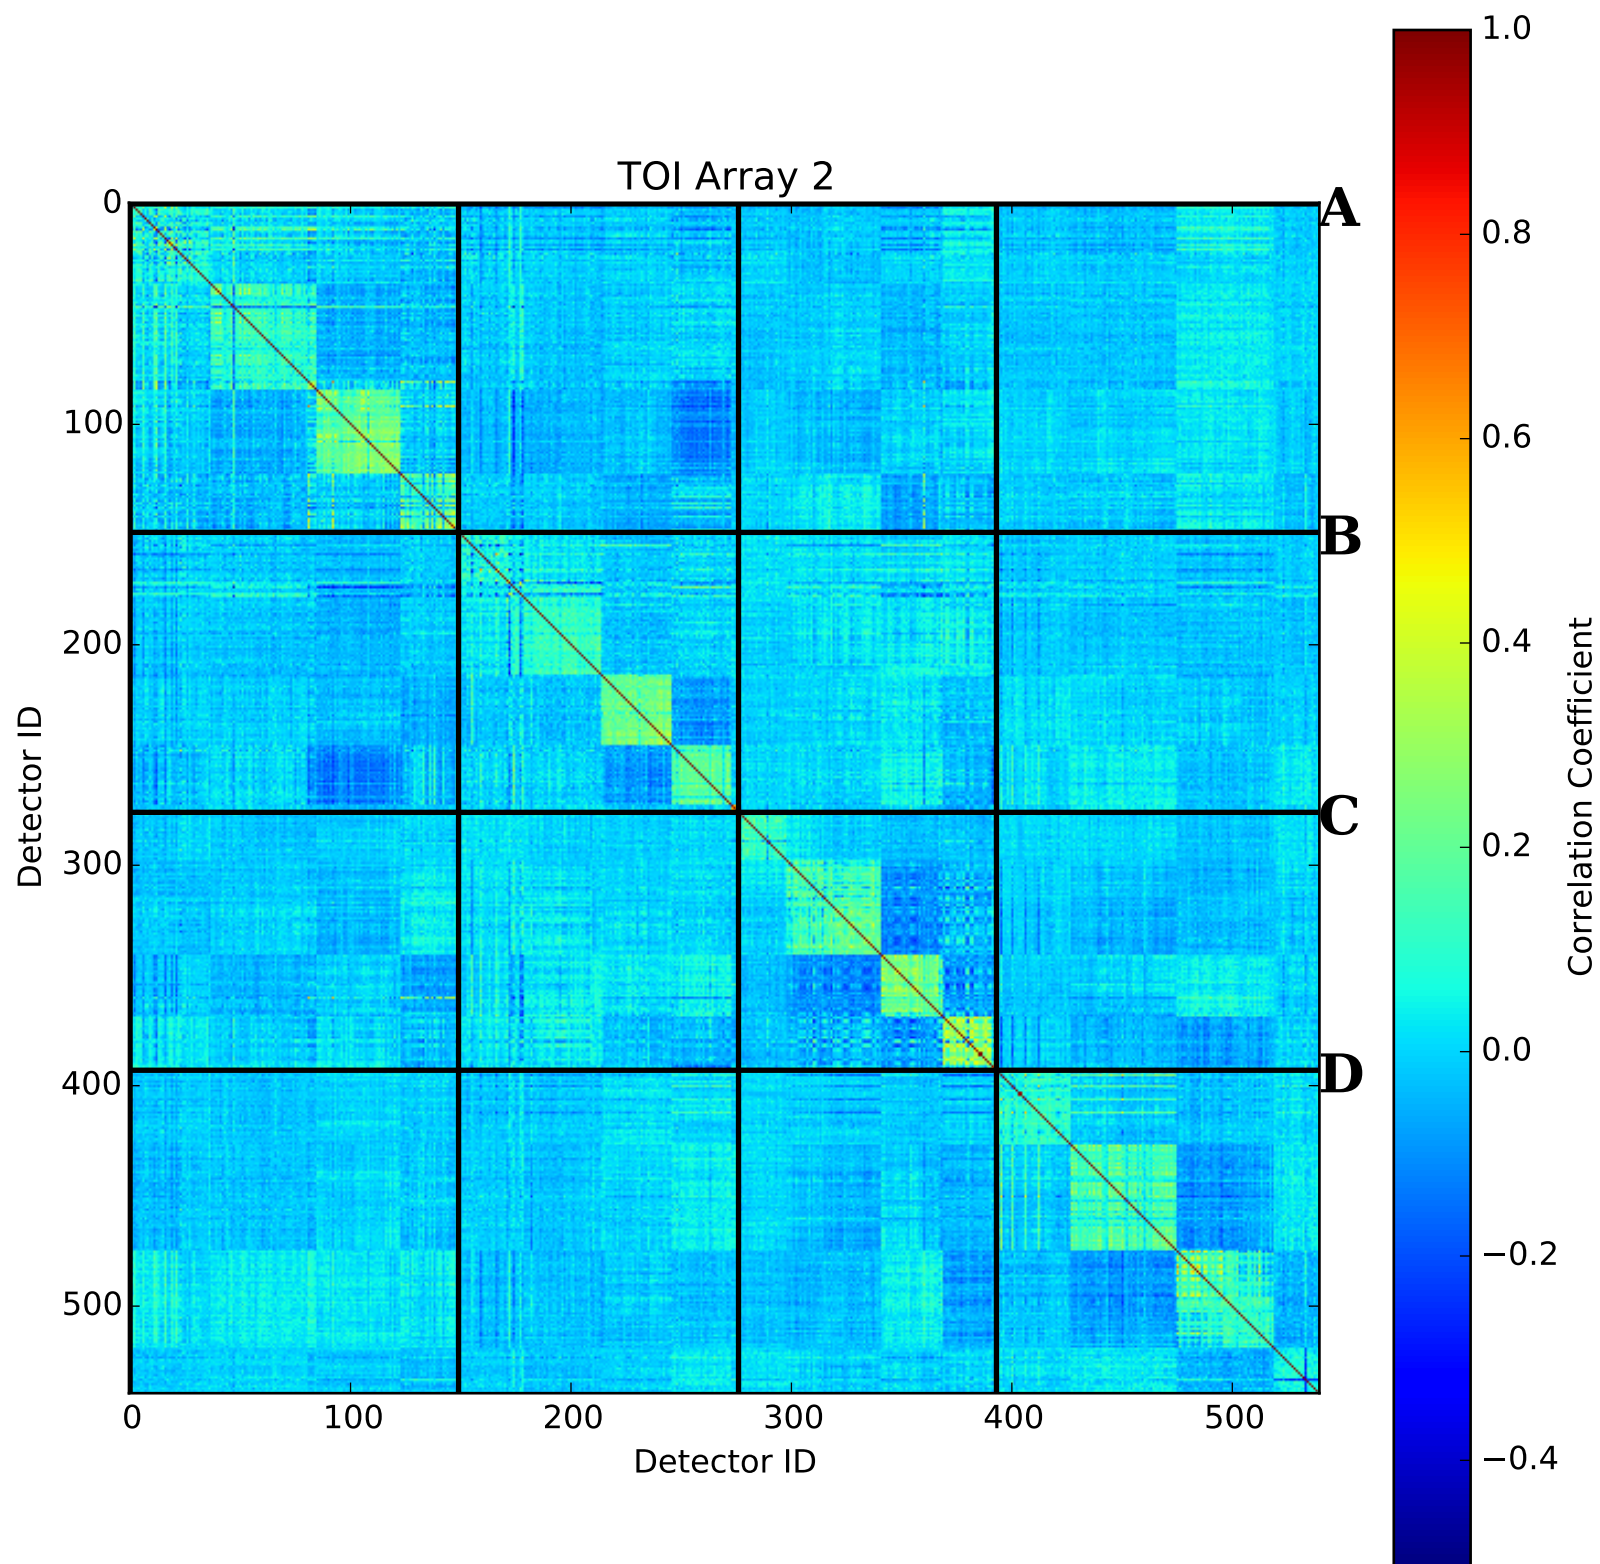 TOI Array 2
0
100
200
300
400
500
Detector ID
A
B
C
D
0
100
200
300
400
500
Detector ID
1.0
0.8
0.6
0.4
0.2
0.0
−0.2
−0.4
Correlation Coefficient